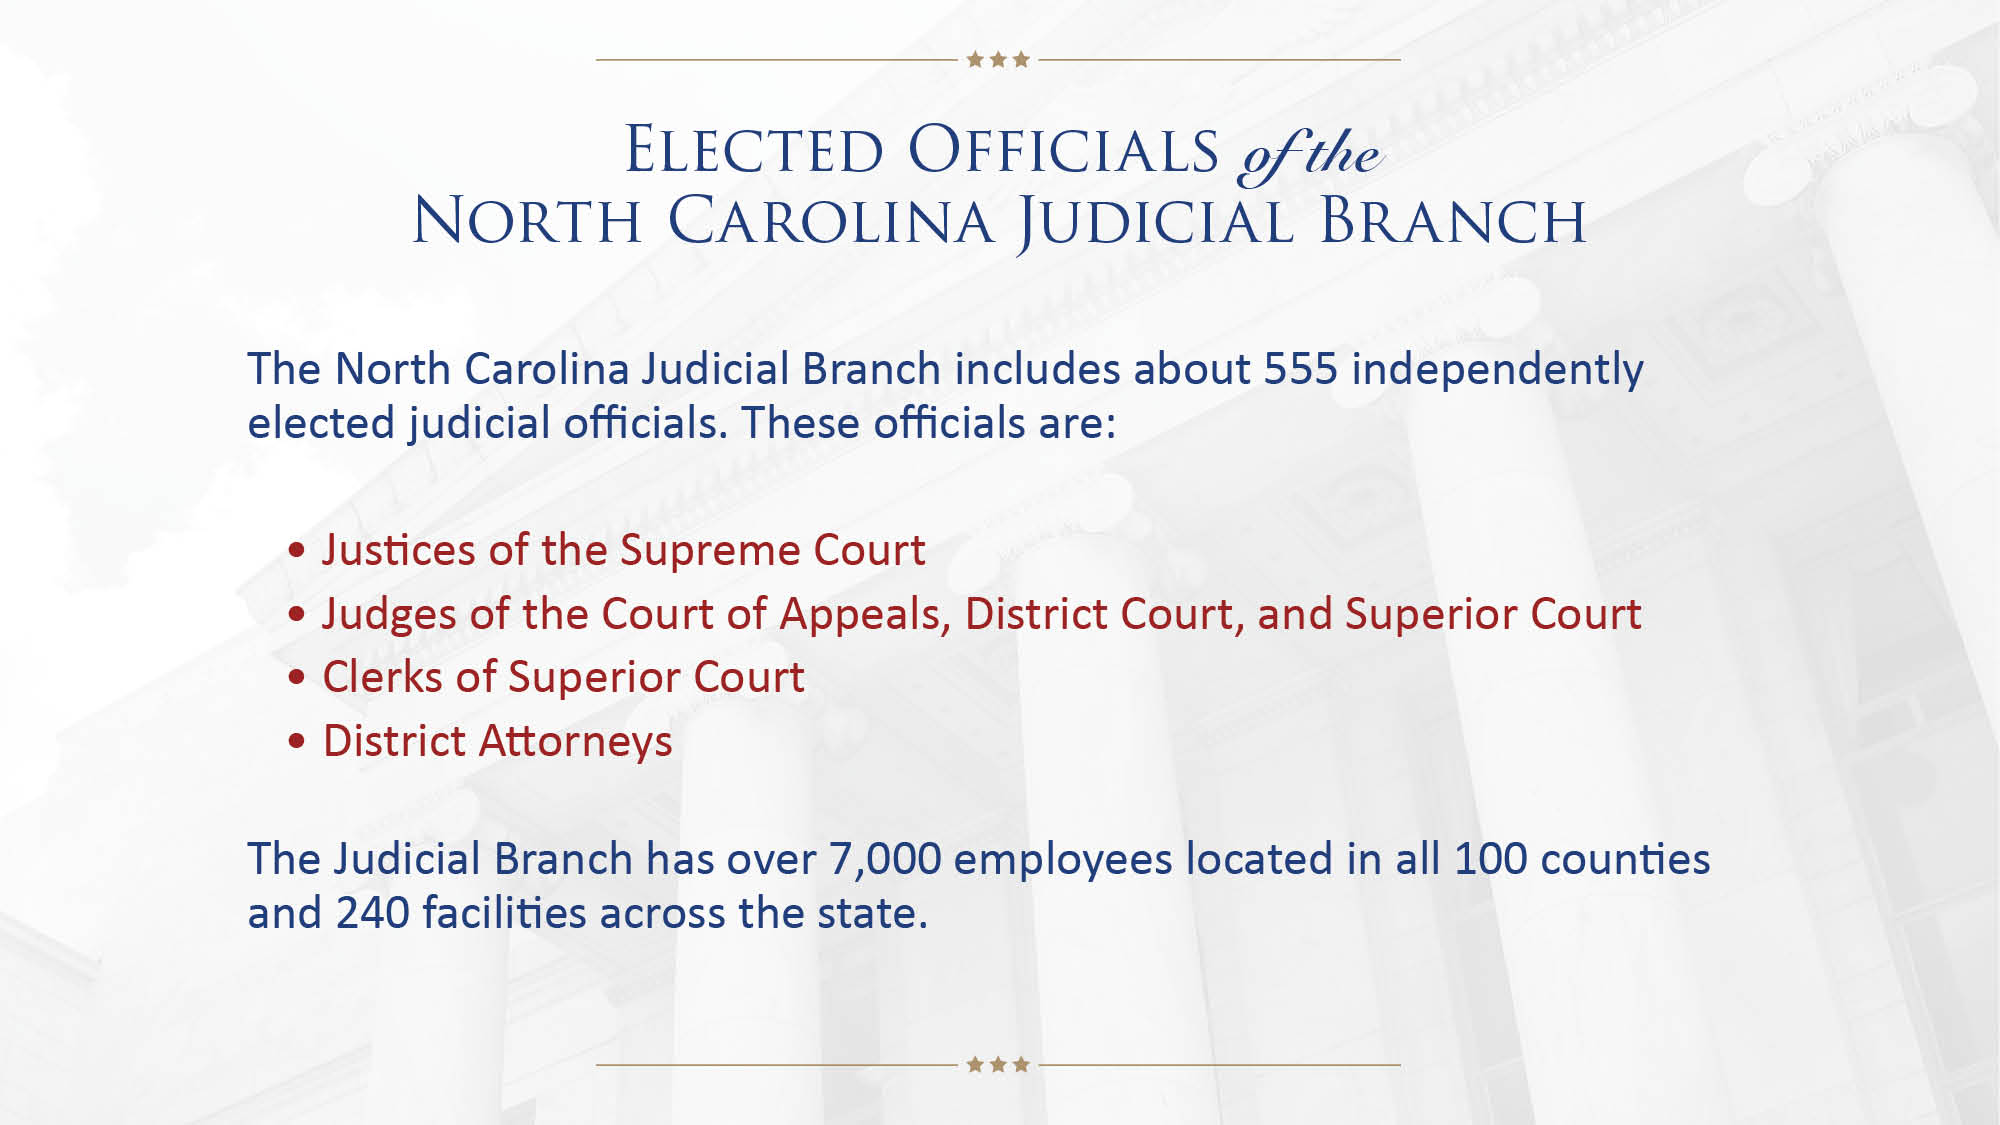 Elected Officials of the
North Carolina Judicial Branch
The North Carolina Judicial Branch includes about 555 independently
elected judicial officials. These officials are:
• Justices of the Supreme Court
• Judges of the Court of Appeals, District Court, and Superior Court
• Clerks of Superior Court
• District Attorneys
The Judicial Branch has over 7,000 employees located in all 100 counties
and 240 facilities across the state.